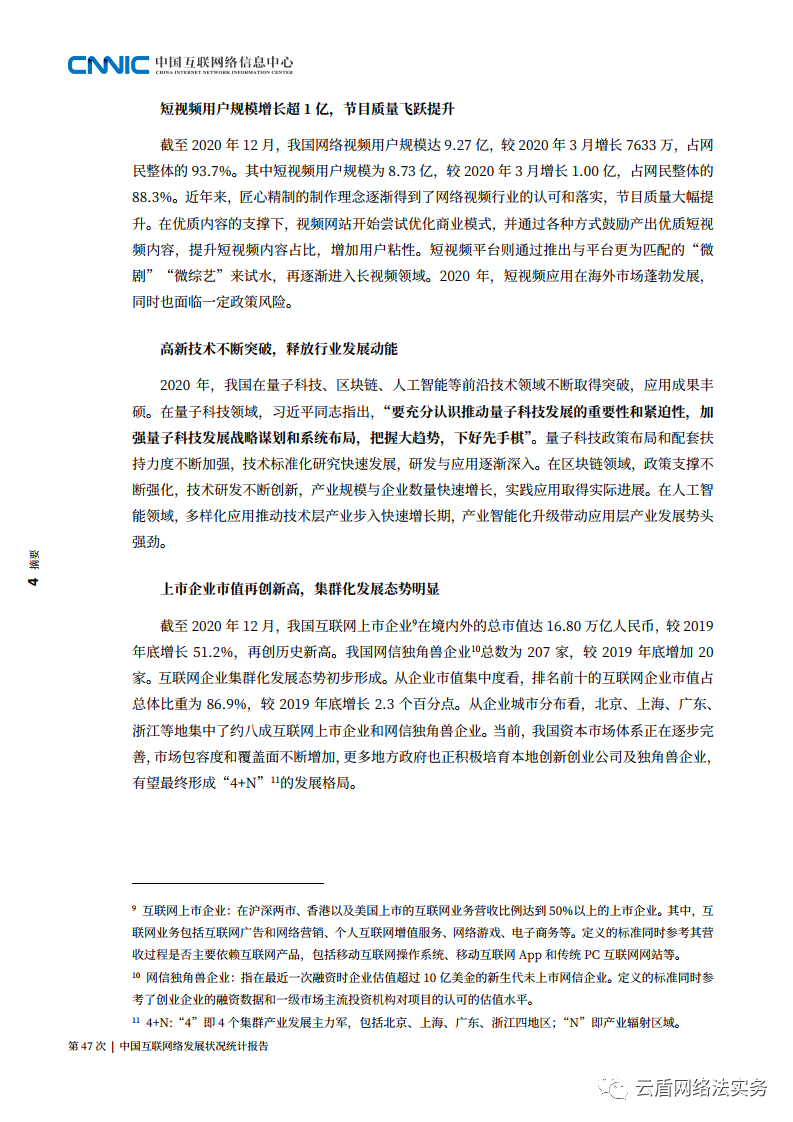 CNNIC 中国互联网络信息中心
CHINA INTERNET NETWORK INFORMATION CENTER
短视频用户规模增长超 1 亿，节目质量飞跃提升
截至 2020 年 12 月，我国网络视频用户规模达 9.27 亿，较 2020 年 3 月增长 7633 万，占网
民整体的 93.7%。其中短视频用户规模为 8.73 亿，较 2020 年 3 月增长 1.00 亿，占网民整体的
88.3%。近年来，匠心精制的制作理念逐渐得到了网络视频行业的认可和落实，节目质量大幅提
升。在优质内容的支撑下，视频网站开始尝试优化商业模式，并通过各种方式鼓励产出优质短视
频内容，提升短视频内容占比，增加用户粘性。短视频平台则通过推出与平台更为匹配的“微
剧”“微综艺”来试水，再逐渐进入长视频领域。2020 年，短视频应用在海外市场蓬勃发展，
同时也面临一定政策风险。
高新技术不断突破，释放行业发展动能
2020 年，我国在量子科技、区块链、人工智能等前沿技术领域不断取得突破，应用成果丰
硕。在量子科技领域，习近平同志指出，“要充分认识推动量子科技发展的重要性和紧迫性，加
强量子科技发展战略谋划和系统布局，把握大趋势，下好先手棋”。量子科技政策布局和配套扶
持力度不断加强，技术标准化研究快速发展，研发与应用逐渐深入。在区块链领域，政策支撑不
断强化，技术研发不断创新，产业规模与企业数量快速增长，实践应用取得实际进展。在人工智
能领域，多样化应用推动技术层产业步入快速增长期，产业智能化升级带动应用层产业发展势头
强劲。
4 摘要
上市企业市值再创新高，集群化发展态势明显
截至 2020 年 12 月，我国互联网上市企业⁹在境内外的总市值达 16.80 万亿人民币，较 2019
年底增长 51.2%，再创历史新高。我国网信独角兽企业¹⁰总数为 207 家，较 2019 年底增加 20
家。互联网企业集群化发展态势初步形成。从企业市值集中度看，排名前十的互联网企业市值占
总体比重为 86.9%，较 2019 年底增长 2.3 个百分点。从企业城市分布看，北京、上海、广东、
浙江等地集中了约八成互联网上市企业和网信独角兽企业。当前，我国资本市场体系正在逐步完
善，市场包容度和覆盖面不断增加，更多地方政府也正积极培育本地创新创业公司及独角兽企业，
有望最终形成“4+N”¹¹的发展格局。
⁹ 互联网上市企业：在沪深两市、香港以及美国上市的互联网业务营收比例达到 50%以上的上市企业。其中，互
联网业务包括互联网广告和网络营销、个人互联网增值服务、网络游戏、电子商务等。定义的标准同时参考其营
收过程是否主要依赖互联网产品，包括移动互联网操作系统、移动互联网 App 和传统 PC 互联网网站等。
¹⁰ 网信独角兽企业：指在最近一次融资时企业估值超过 10 亿美金的新生代未上市网信企业。定义的标准同时参
考了创业企业的融资数据和一级市场主流投资机构对项目的认可的估值水平。
¹¹ 4+N:“4”即 4 个集群产业发展主力军，包括北京、上海、广东、浙江四地区；“N”即产业辐射区域。
第 47 次 | 中国互联网络发展状况统计报告
云盾网络法实务